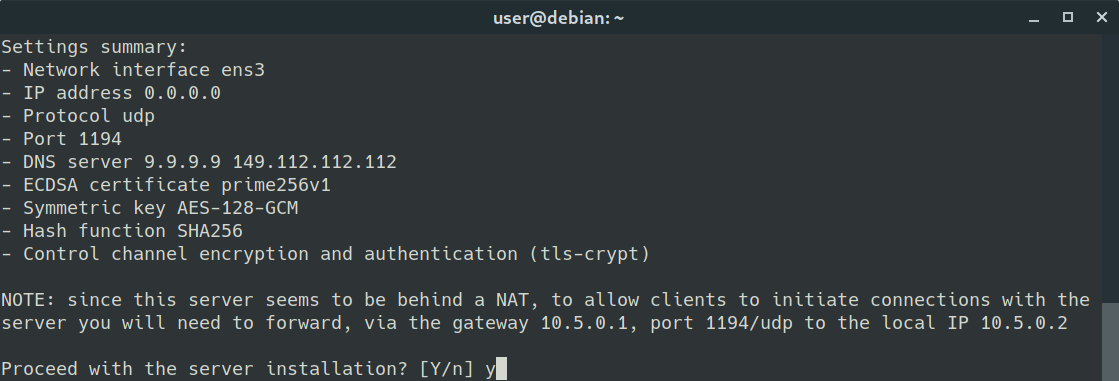 user@debian: ~
Settings summary:
- Network interface ens3
- IP address 0.0.0.0
- Protocol udp
- Port 1194
- DNS server 9.9.9.9 149.112.112.112
- ECDSA certificate prime256v1
- Symmetric key AES-128-GCM
- Hash function SHA256
- Control channel encryption and authentication (tls-crypt)
NOTE: since this server seems to be behind a NAT, to allow clients to initiate connections with the
server you will need to forward, via the gateway 10.5.0.1, port 1194/udp to the local IP 10.5.0.2
Proceed with the server installation? [Y/n] y